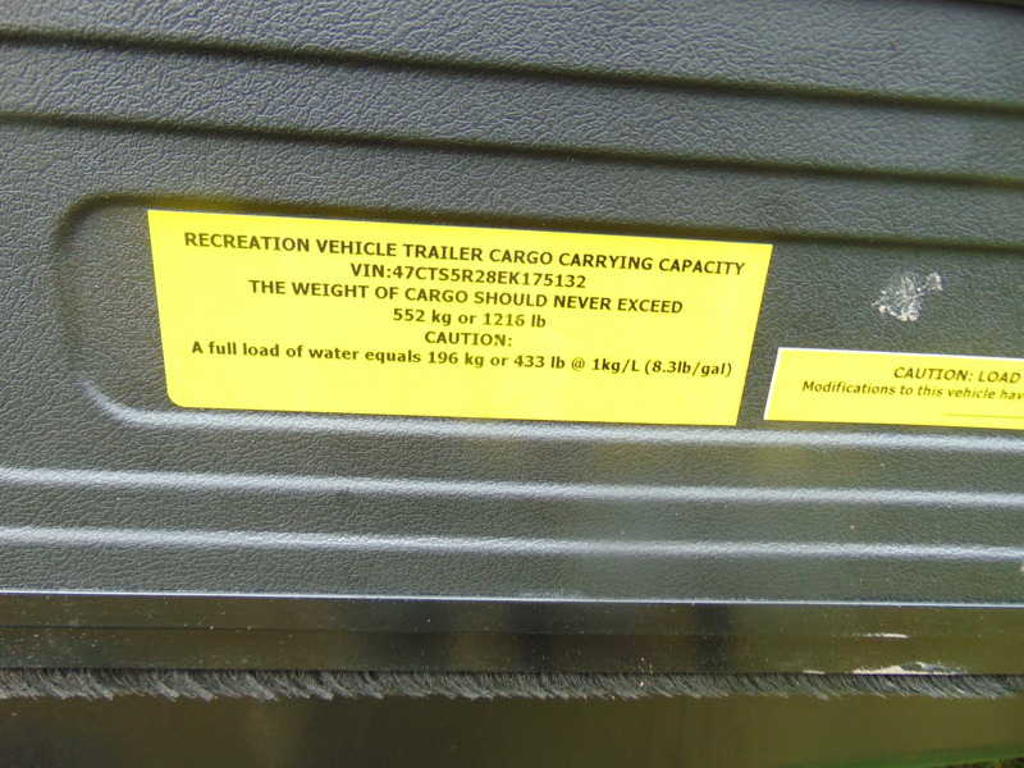 RECREATION VEHICLE TRAILER CARGO CARRYING CAPACITY
VIN:47CTS5R28EK175132
THE WEIGHT OF CARGO SHOULD NEVER EXCEED
552 kg or 1216 lb
CAUTION:
A full load of water equals 196 kg or 433 lb @ 1kg/L (8.3lb/gal)
CAUTION: LOAD
Modifications to this vehicle hav